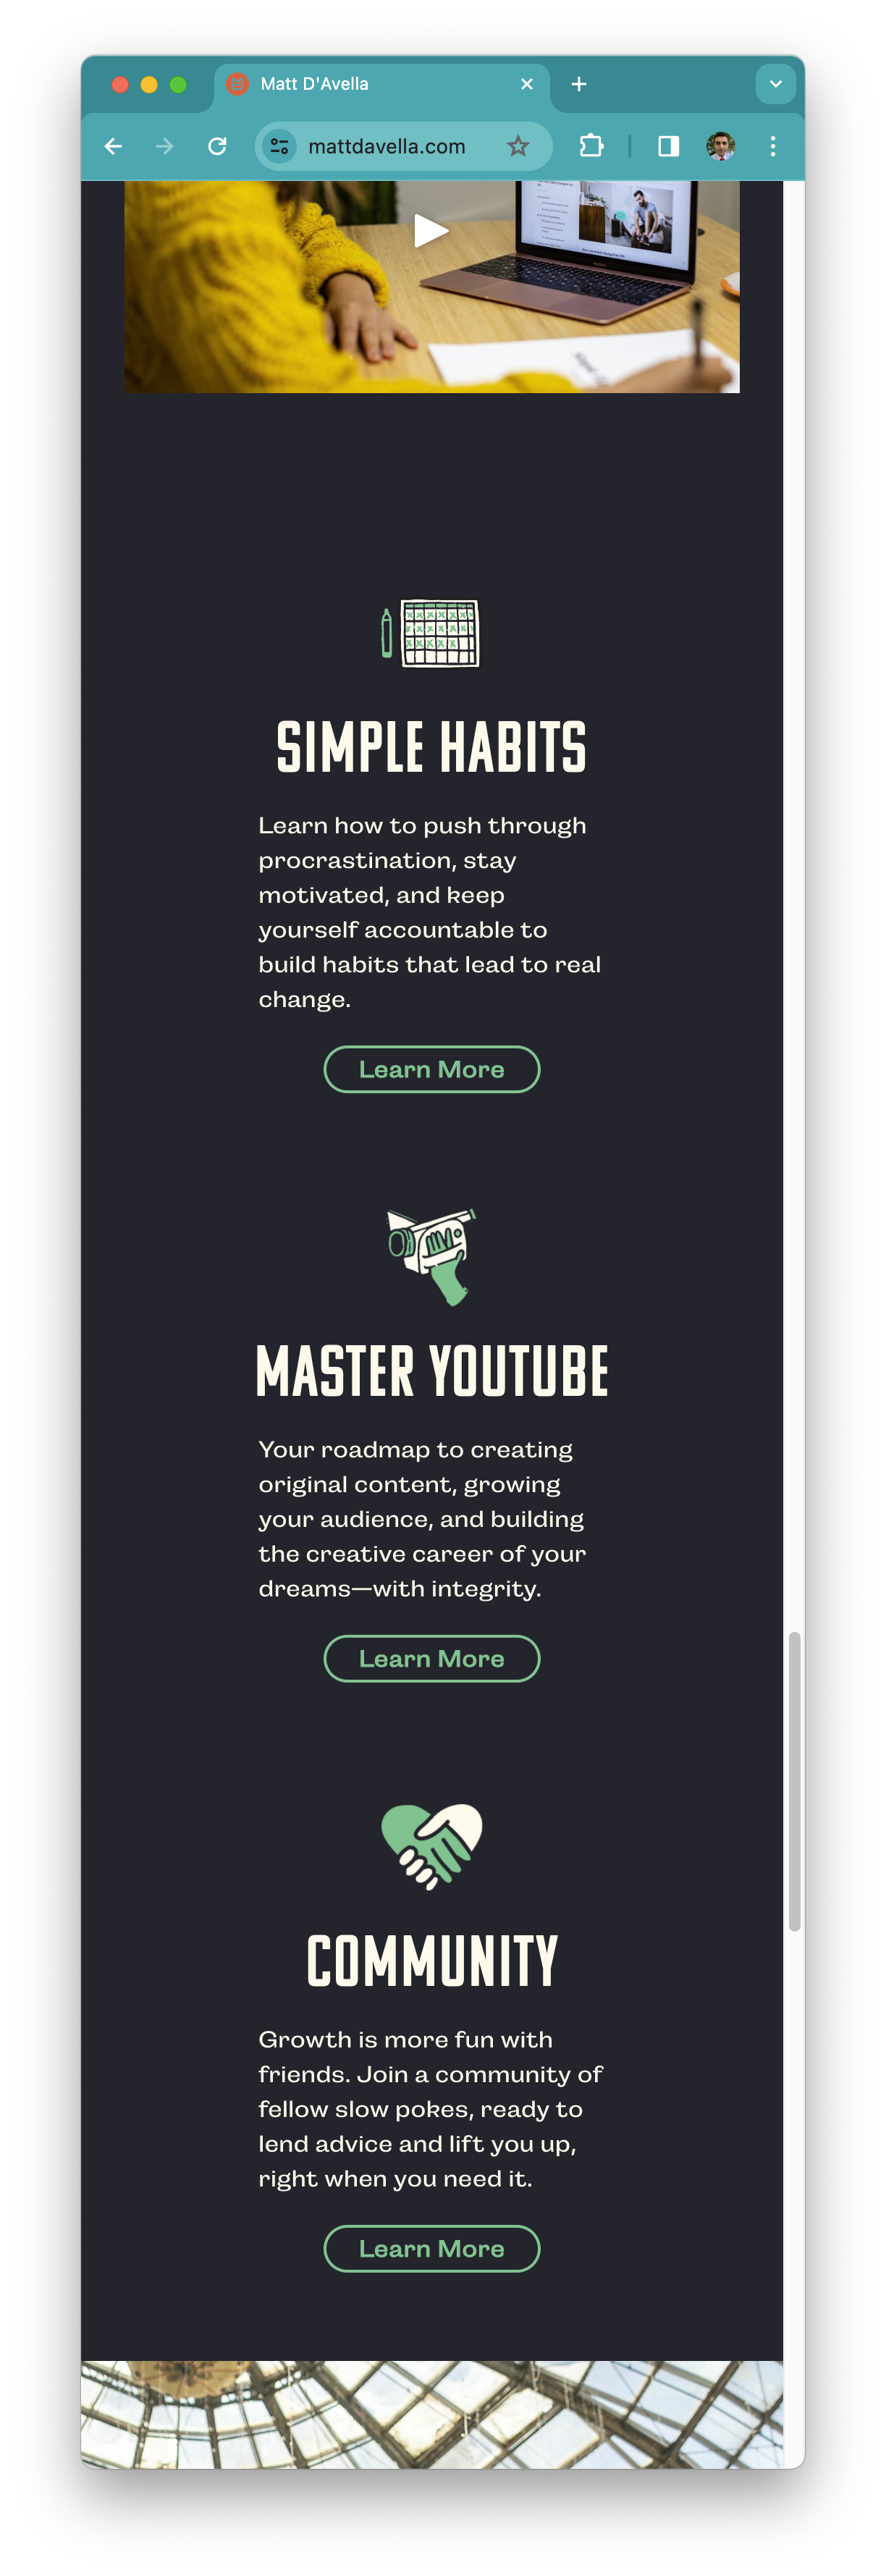 Matt D'Avella
mattdavella.com
SIMPLE HABITS
Learn how to push through
procrastination, stay
motivated, and keep
yourself accountable to
build habits that lead to real
change.
Learn More
MASTER YOUTUBE
Your roadmap to creating
original content, growing
your audience, and building
the creative career of your
dreams—with integrity.
Learn More
COMMUNITY
Growth is more fun with
friends. Join a community of
fellow slow pokes, ready to
lend advice and lift you up,
right when you need it.
Learn More